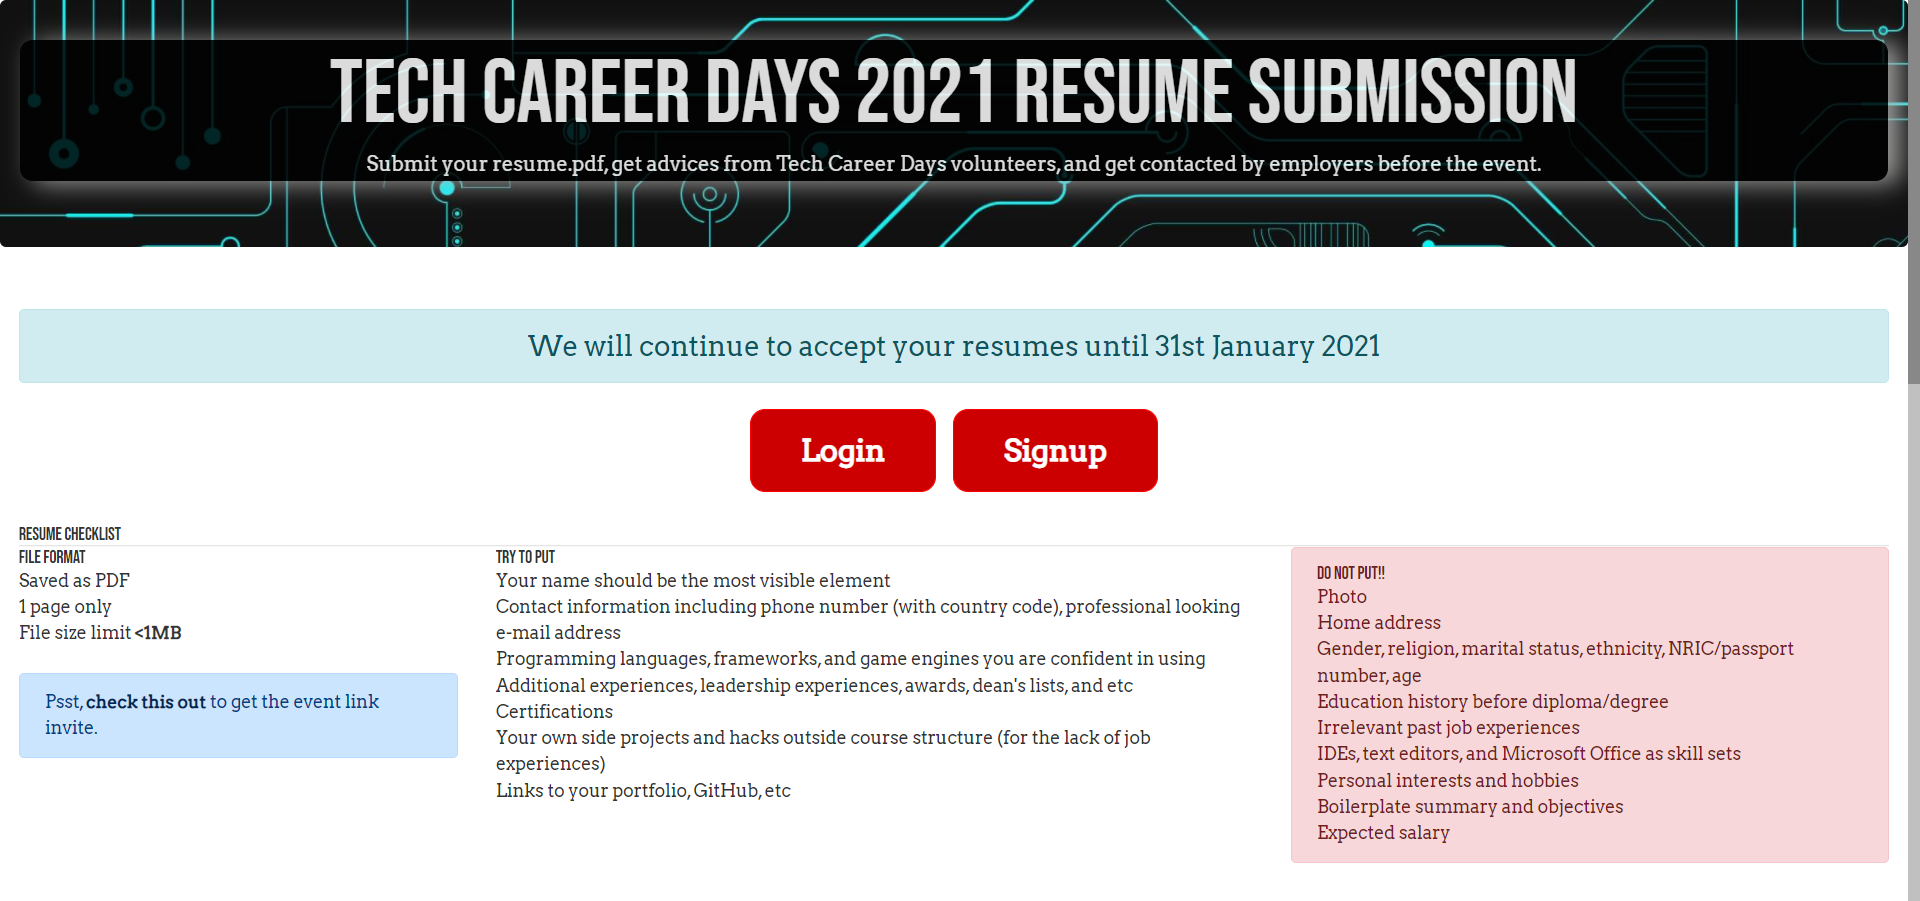 TECH CAREER DAYS 2021 RESUME SUBMISSION
Submit your resume.pdf, get advices from Tech Career Days volunteers, and get contacted by employers before the event.
We will continue to accept your resumes until 31st January 2021
Login
Signup
RESUME CHECKLIST
FILE FORMAT
Saved as PDF
1 page only
File size limit <1MB
Psst, check this out to get the event link
invite.
TRY TO PUT
Your name should be the most visible element
Contact information including phone number (with country code), professional looking
e-mail address
Programming languages, frameworks, and game engines you are confident in using
Additional experiences, leadership experiences, awards, dean's lists, and etc
Certifications
Your own side projects and hacks outside course structure (for the lack of job
experiences)
Links to your portfolio, GitHub, etc
DO NOT PUT!!
Photo
Home address
Gender, religion, marital status, ethnicity, NRIC/passport
number, age
Education history before diploma/degree
Irrelevant past job experiences
IDEs, text editors, and Microsoft Office as skill sets
Personal interests and hobbies
Boilerplate summary and objectives
Expected salary